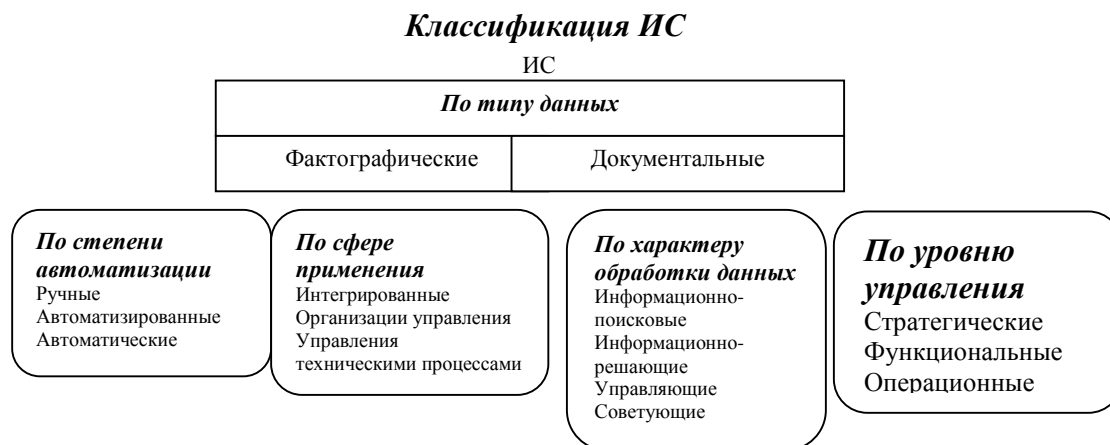 Классификация ИС
ИС
По типу данных
Фактографические
Документальные
По степени
автоматизации
Ручные
Автоматизированные
Автоматические
По сфере
применения
Интегрированные
Организации управления
Управления
техническими процессами
По характеру
обработки данных
Информационно-
поисковые
Информационно-
решающие
Управляющие
Советующие
По уровню
управления
Стратегические
Функциональные
Операционные